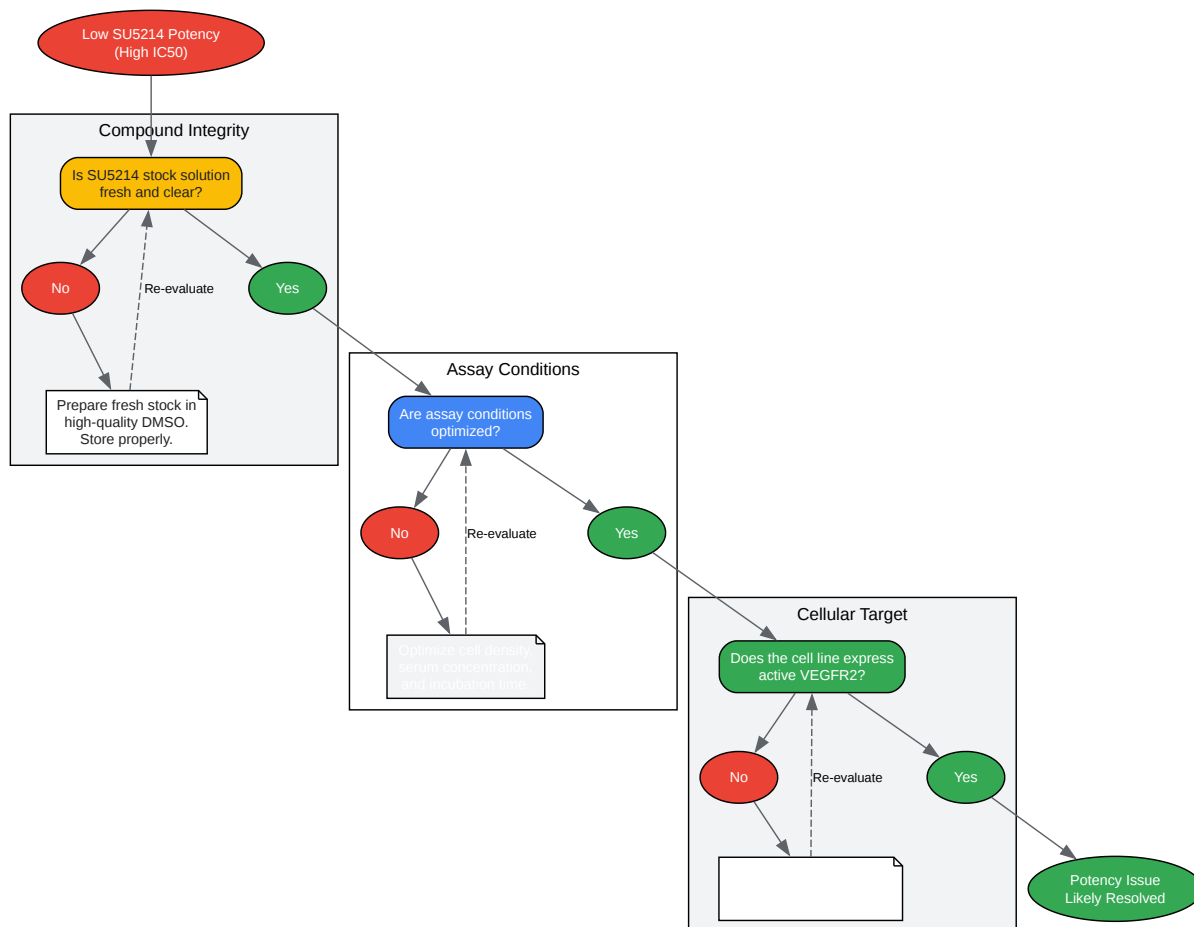 Low SU5214 Potency
(High IC50)
Compound Integrity
Is SU5214 stock solution
fresh and clear?
No
Re-evaluate
Yes
Prepare fresh stock in
high-quality DMSO.
Store properly.
Assay Conditions
Are assay conditions
optimized?
No
Re-evaluate
Yes
Optimize cell density,
serum concentration,
and incubation time.
Cellular Target
Does the cell line express
active VEGFR2?
No
Re-evaluate
Yes
Potency Issue
Likely Resolved